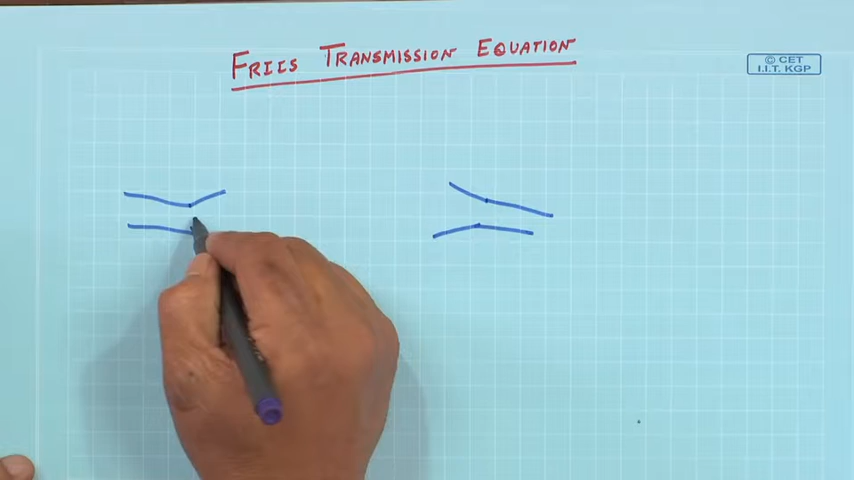 FRIIS TRANSMISSION EQUATION
© CET
I.I.T. KGP